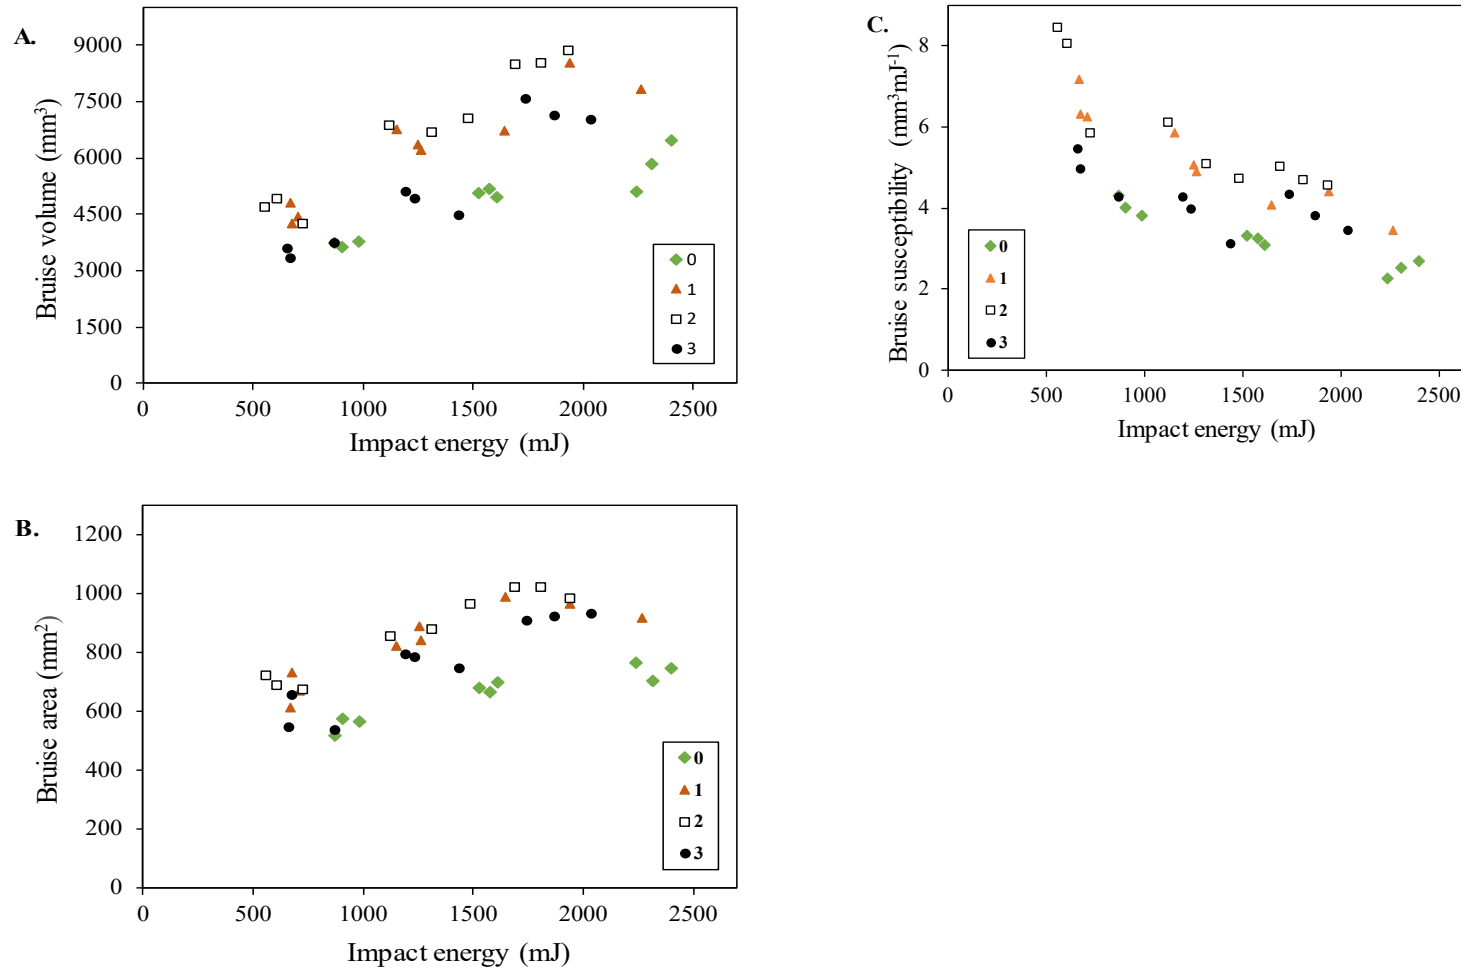 A.
Bruise volume (mm³)
9000
7500
6000
4500
3000
1500
0
0 500 1000 1500 2000 2500
Impact energy (mJ)
0
1
2
3
C.
Bruise susceptibility (mm³mJ⁻¹)
8
6
4
2
0
0 500 1000 1500 2000 2500
Impact energy (mJ)
0
1
2
3
B.
Bruise area (mm²)
1200
1000
800
600
400
200
0
0 500 1000 1500 2000 2500
Impact energy (mJ)
0
1
2
3